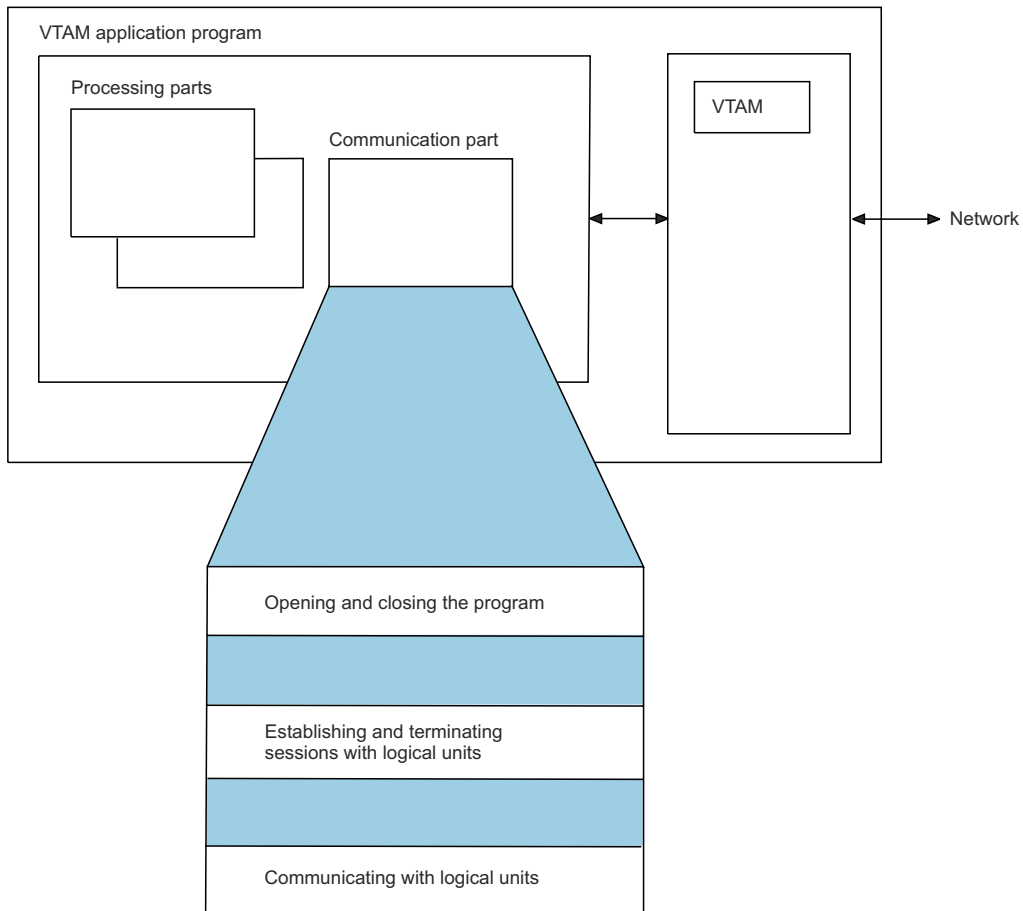 VTAM application program
Processing parts
VTAM
Communication part
Network
Opening and closing the program
Establishing and terminating
sessions with logical units
Communicating with logical units